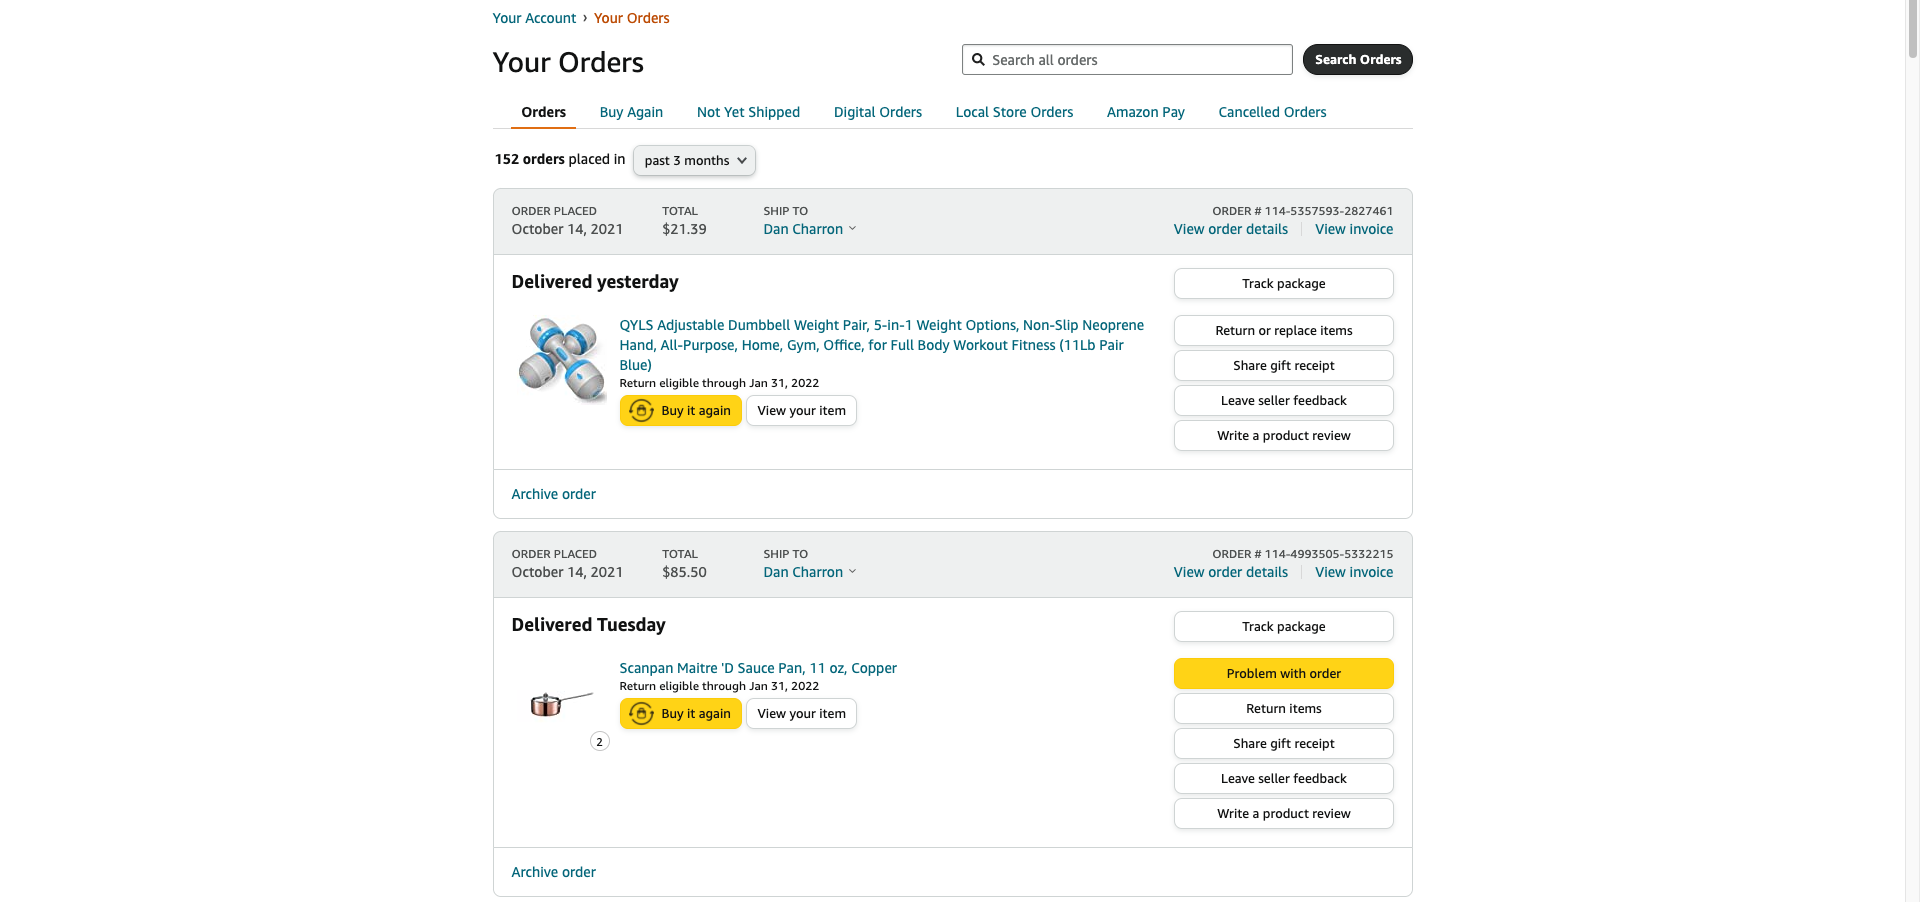 Your Account › Your Orders
Your Orders
Search all orders
Search Orders
Orders Buy Again Not Yet Shipped Digital Orders Local Store Orders Amazon Pay Cancelled Orders
152 orders placed in past 3 months
ORDER PLACED TOTAL SHIP TO ORDER # 114-5357593-2827461
October 14, 2021 $21.39 Dan Charron View order details View invoice
Delivered yesterday
Track package
QYLS Adjustable Dumbbell Weight Pair, 5-in-1 Weight Options, Non-Slip Neoprene
Hand, All-Purpose, Home, Gym, Office, for Full Body Workout Fitness (11Lb Pair
Blue)
Return eligible through Jan 31, 2022
Buy it again View your item
Return or replace items
Share gift receipt
Leave seller feedback
Write a product review
Archive order
ORDER PLACED TOTAL SHIP TO ORDER # 114-4993505-5332215
October 14, 2021 $85.50 Dan Charron View order details View invoice
Delivered Tuesday
Track package
Scanpan Maitre 'D Sauce Pan, 11 oz, Copper
Return eligible through Jan 31, 2022
Buy it again View your item
2
Problem with order
Return items
Share gift receipt
Leave seller feedback
Write a product review
Archive order